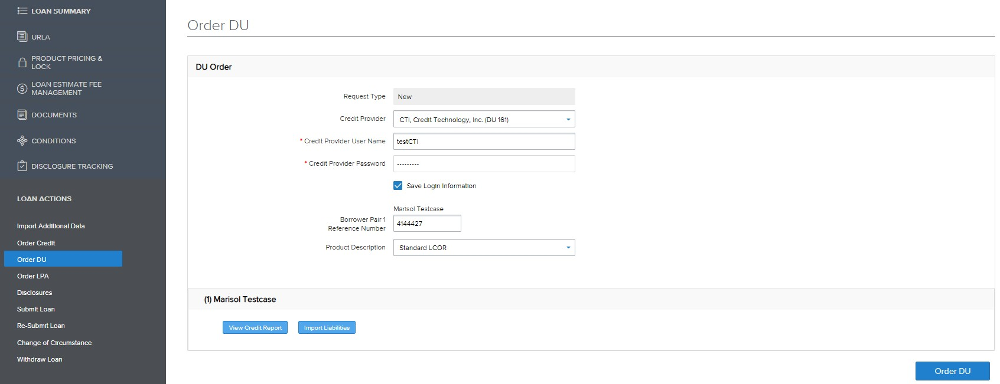 LOAN SUMMARY
URLA
PRODUCT PRICING &
LOCK
LOAN ESTIMATE FEE
MANAGEMENT
DOCUMENTS
CONDITIONS
DISCLOSURE TRACKING
LOAN ACTIONS
Import Additional Data
Order Credit
Order DU
Order LPA
Disclosures
Submit Loan
Re-Submit Loan
Change of Circumstance
Withdraw Loan
Order DU
DU Order
Request Type New
Credit Provider CTI, Credit Technology, Inc. (DU 161)
* Credit Provider User Name testCTI
* Credit Provider Password ---------
Save Login Information
Marisol Testcase
Borrower Pair 1
Reference Number 4144427
Product Description Standard LCOR
(1) Marisol Testcase
View Credit Report Import Liabilities
Order DU